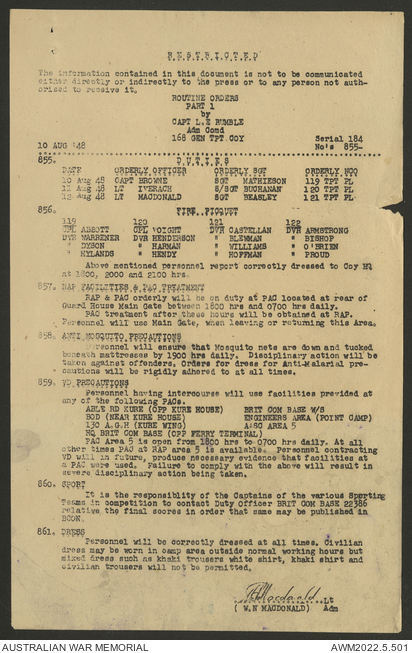 RESTRICTED
The information contained in this document is not to be communicated
either directly or indirectly to the press or to any person not auth-
orised to receive it.
ROUTINE ORDERS
PART 1
by
CAPT L.E RUMBLE
Adm Comd
168 GEN TPT COY Serial 184
10 AUG '48 No's 855-
855. DUTIES
DATE ORDERLY OFFICER ORDERLY SGT ORDERLY NCO
10 Aug 48 CAPT BROWNE SGT MATHIESON 119 TPT PL
11 Aug 48 LT IVERACH S/SGT BUCHANAN 120 TPT PL
12 Aug 48 LT MACDONALD SGT BEASLEY 121 TPT PL
856. FIRE PICQUET
119 120 121 122
CPL ABBOTT CPL VOIGHT DVR CASTELLAN DVR ARMSTRONG
DVR WARRENER DVR HENDERSON " BLEWMAN " BISHOP
" DYSON " HARMAN " WILLIAMS " O'BRIEN
" HYLANDS " HENDY " HOFFMAN " PROUD
Above mentioned personnel report correctly dressed to Coy HQ
at 1800, 2000 and 2100 hrs.
857. RAP FACILITIES & PAC TREATMENT
RAP & PAC orderly will be on duty at PAC located at rear of
Guard House Main Gate between 1800 hrs and 0700 hrs daily.
PAC treatment after these hours will be obtained at RAP.
Personnel will use Main Gate, when leaving or returning this Area.
858. ANTI MOSQUITO PRECAUTIONS
Personnel will ensure that Mosquito nets are down and tucked
beneath mattresses by 1900 hrs daily. Disciplinary action will be
taken against offenders. Orders for dress for Anti-Malarial pre-
cautions will be rigidly adhered to at all times.
859. VD PRECAUTIONS
Personnel having intercourse will use facilities provided at
any of the following PACs.
ABLE RD KURE (OPP KURE HOUSE) BRIT COM BASE W/S
BOD (NEAR KURE HOUSE) ENGINEERS AREA (POINT CAMP)
130 A.G.H (KURE WING) AASC AREA 5
HQ BRIT COM BASE (OPP FERRY TERMINAL)
PAC Area 5 is open from 1800 hrs to 0700 hrs daily. At all
other times PAC at RAP area 5 is available. Personnel contracting
VD will in future, produce necessary evidence that facilities at
a PAC were used. Failure to comply with the above will result in
severe disciplinary action being taken.
860. SPORT
It is the responsiblity of the Captains of the various Sporting
Teams in competition to contact Duty Officer BRIT COM BASE 22386
relative the final scores in order that same may be published in
BCON.
861. DRESS
Personnel will be correctly dressed at all times. Civilian
dress may be worn in camp area outside normal working hours but
mixed dress such as khaki trousers white shirt, khaki shirt and
civilian trousers will not be permitted.
Macdonald Lt
( W.N MACDONALD) Adm
AUSTRALIAN WAR MEMORIAL AWM2022.5.501